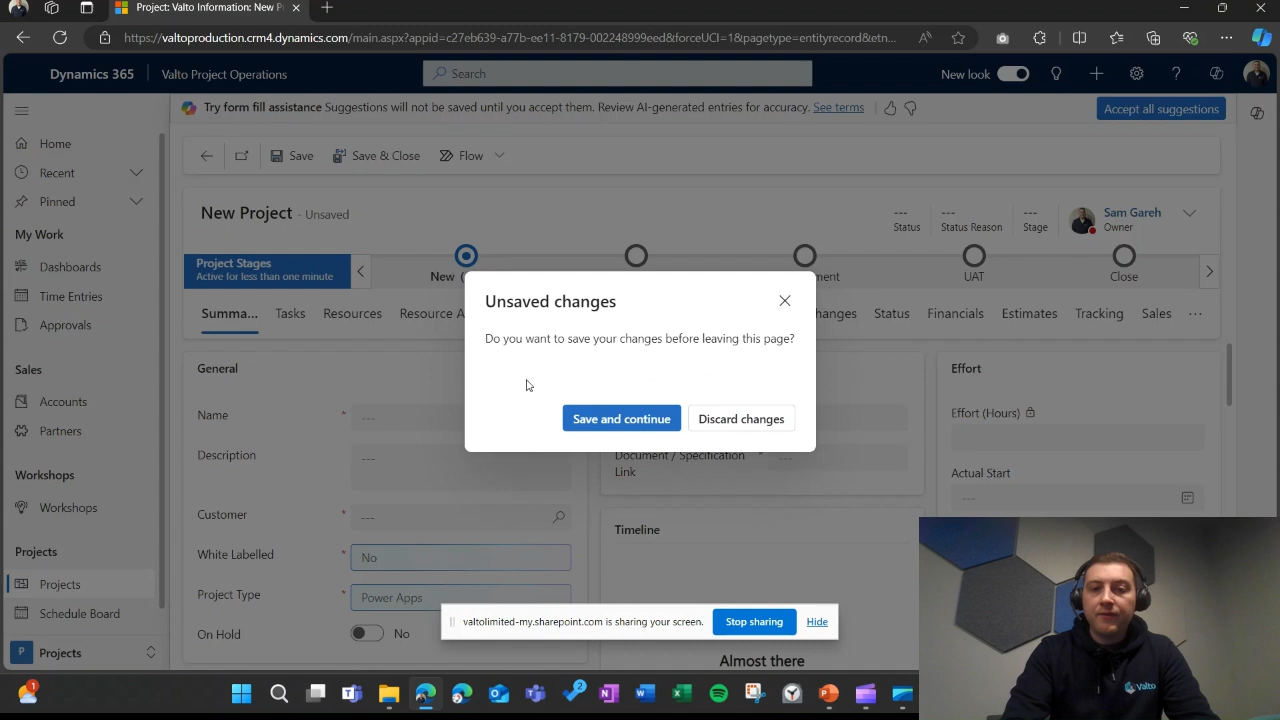 Project: Valto Information: New P
https://valtoproduction.crm4.dynamics.com/main.aspx?appid=c27eb639-a77b-ee11-8179-002248999eed&forceUCI=1&pagetype=entityrecord&etn...
Dynamics 365
Valto Project Operations
Search
New look
Try form fill assistance Suggestions will not be saved until you accept them. Review AI-generated entries for accuracy. See terms
Accept all suggestions
Home
Recent
Pinned
My Work
Dashboards
Time Entries
Approvals
Sales
Accounts
Partners
Workshops
Workshops
Projects
Projects
Schedule Board
P Projects
Save
Save & Close
Flow
New Project - Unsaved
---
Status
---
Status Reason
---
Stage
Sam Gareh
Owner
Project Stages
Active for less than one minute
New (
ment
UAT
Close
Summa...
Tasks
Resources
Resource A
hanges
Status
Financials
Estimates
Tracking
Sales
Unsaved changes
Do you want to save your changes before leaving this page?
Save and continue
Discard changes
General
Name * ---
Description ---
Customer * ---
White Labelled * No
Project Type * Power Apps
On Hold No
Document / Specification * ---
Link
Timeline
Almost there
Effort
Effort (Hours)
Actual Start
---
valtolimited-my.sharepoint.com is sharing your screen.
Stop sharing
Hide
Valto
1
2